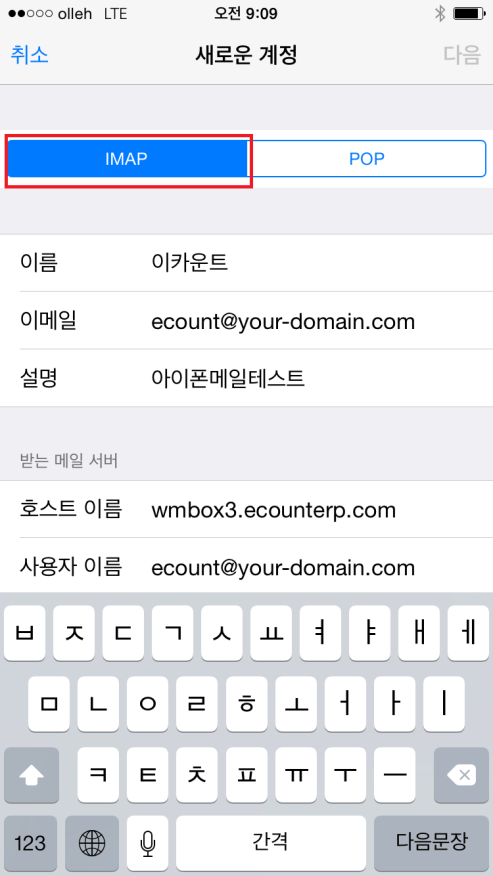 olleh LTE 오전 9:09
취소 새로운 계정 다음
IMAP POP
이름 이카운트
이메일 ecount@your-domain.com
설명 아이폰메일테스트
받는 메일 서버
호스트 이름 wmbox3.ecounterp.com
사용자 이름 ecount@your-domain.com
ㅂ ㅈ ㄷ ㄱ ㅅ ㅛ ㅕ ㅑ ㅐ ㅔ
ㅁ ㄴ ㅇ ㄹ ㅎ ㅗ ㅓ ㅏ ㅣ
ㅋ ㅌ ㅊ ㅍ ㅠ ㅜ ㅡ
123 간격 다음문장